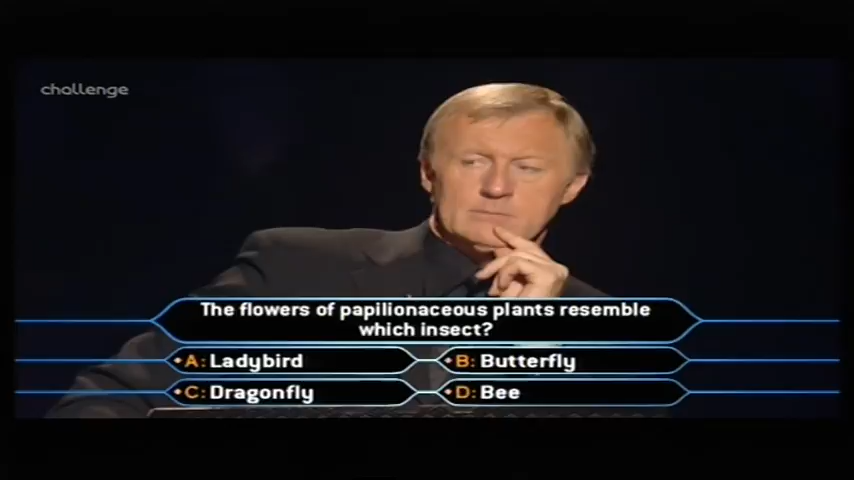 challenge
The flowers of papilionaceous plants resemble
which insect?
A: Ladybird
B: Butterfly
C: Dragonfly
D: Bee